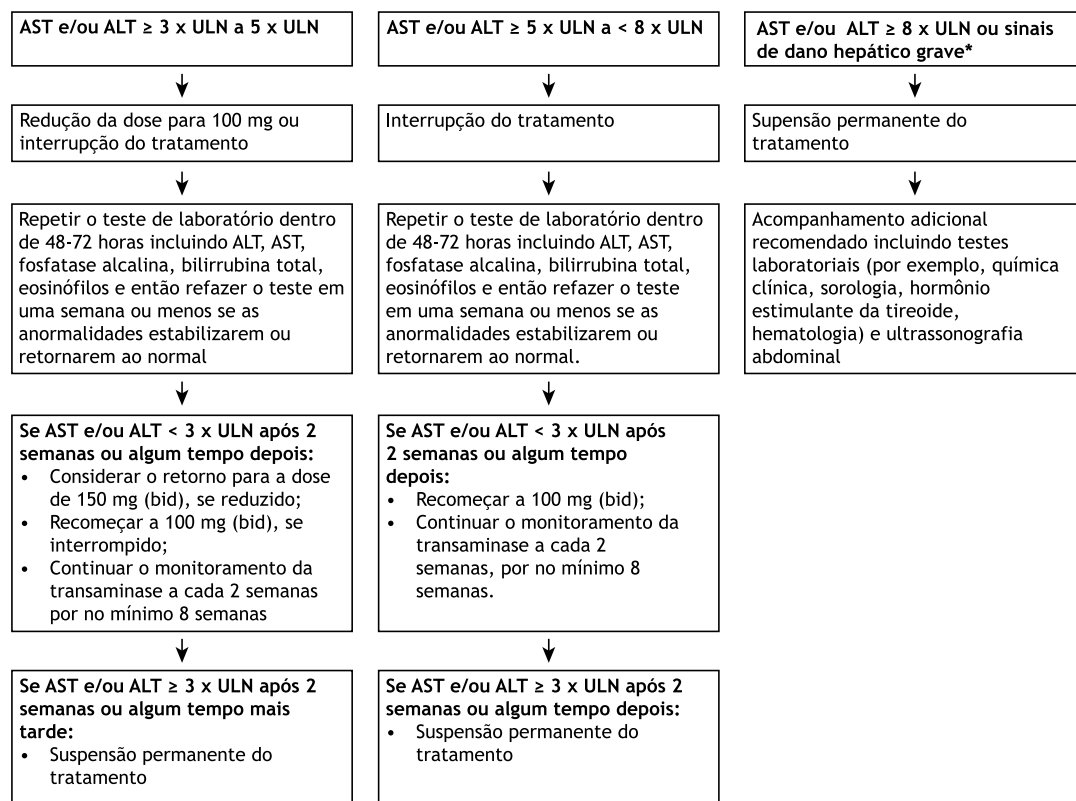 AST e/ou ALT ≥ 3 x ULN a 5 x ULN
Redução da dose para 100 mg ou
interrupção do tratamento
Repetir o teste de laboratório dentro
de 48-72 horas incluindo ALT, AST,
fosfatase alcalina, bilirrubina total,
eosinófilos e então refazer o teste em
uma semana ou menos se as
anormalidades estabilizarem ou
retornarem ao normal
Se AST e/ou ALT < 3 x ULN após 2
semanas ou algum tempo depois:
• Considerar o retorno para a dose
de 150 mg (bid), se reduzido;
• Recomeçar a 100 mg (bid), se
interrompido;
• Continuar o monitoramento da
transaminase a cada 2 semanas
por no mínimo 8 semanas
Se AST e/ou ALT ≥ 3 x ULN após 2
semanas ou algum tempo mais
tarde:
• Suspensão permanente do
tratamento
AST e/ou ALT ≥ 5 x ULN a < 8 x ULN
Interrupção do tratamento
Repetir o teste de laboratório dentro
de 48-72 horas incluindo ALT, AST,
fosfatase alcalina, bilirrubina total,
eosinófilos e então refazer o teste
em uma semana ou menos se as
anormalidades estabilizarem ou
retornarem ao normal.
Se AST e/ou ALT < 3 x ULN após
2 semanas ou algum tempo
depois:
• Recomeçar a 100 mg (bid);
• Continuar o monitoramento da
transaminase a cada 2
semanas, por no mínimo 8
semanas.
Se AST e/ou ALT ≥ 3 x ULN após 2
semanas ou algum tempo depois:
• Suspensão permanente do
tratamento
AST e/ou ALT ≥ 8 x ULN ou sinais
de dano hepático grave*
Supensão permanente do
tratamento
Acompanhamento adicional
recomendado incluindo testes
laboratoriais (por exemplo, química
clínica, sorologia, hormônio
estimulante da tireoide,
hematologia) e ultrassonografia
abdominal